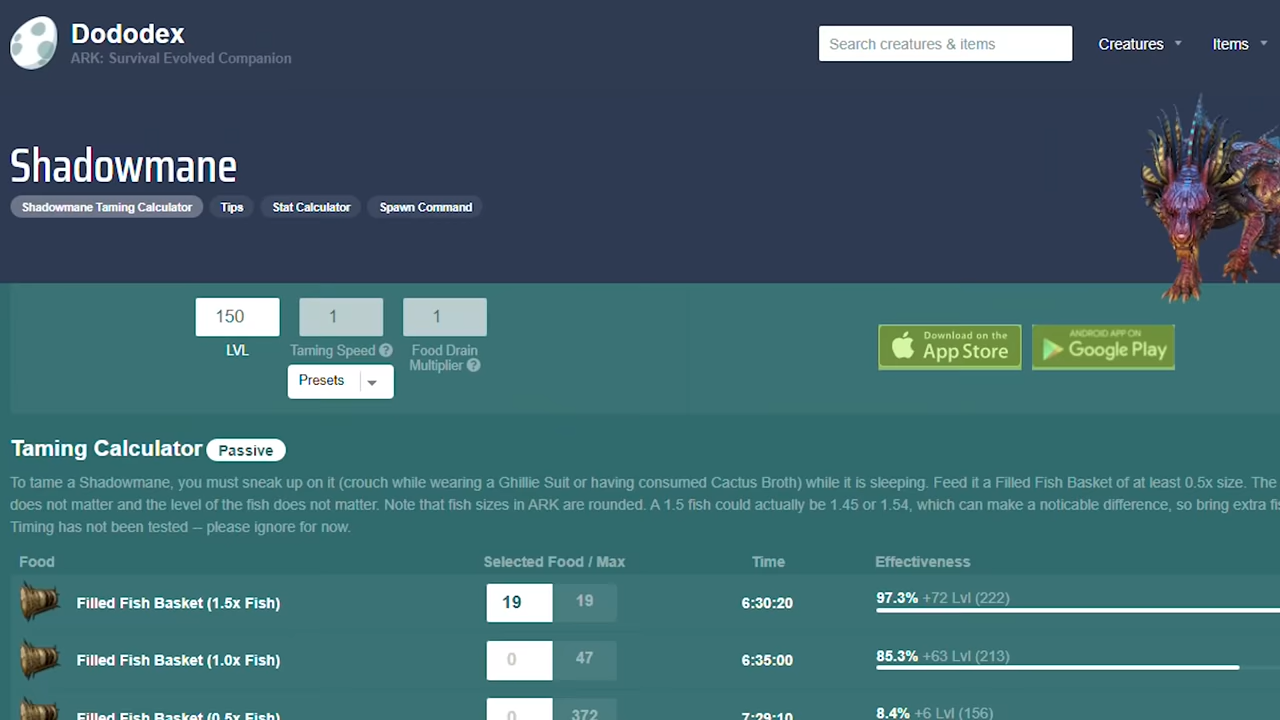 Dododex
ARK: Survival Evolved Companion
Search creatures & items
Creatures
Items
Shadowmane
Shadowmane Taming Calculator
Tips
Stat Calculator
Spawn Command
150
1
1
LVL
Taming Speed ?
Food Drain
Multiplier ?
Presets
Download on the
App Store
ANDROID APP ON
Google Play
Taming Calculator Passive
To tame a Shadowmane, you must sneak up on it (crouch while wearing a Ghillie Suit or having consumed Cactus Broth) while it is sleeping. Feed it a Filled Fish Basket of at least 0.5x size. The
does not matter and the level of the fish does not matter. Note that fish sizes in ARK are rounded. A 1.5 fish could actually be 1.45 or 1.54, which can make a noticable difference, so bring extra
Timing has not been tested – please ignore for now.
Food Selected Food / Max Time Effectiveness
Filled Fish Basket (1.5x Fish) 19 19 6:30:20 97.3% +72 Lvl (222)
Filled Fish Basket (1.0x Fish) 0 47 6:35:00 85.3% +63 Lvl (213)
Filled Fish Basket (0.5x Fish) 0 372 7:29:10 8.4% +6 Lvl (156)